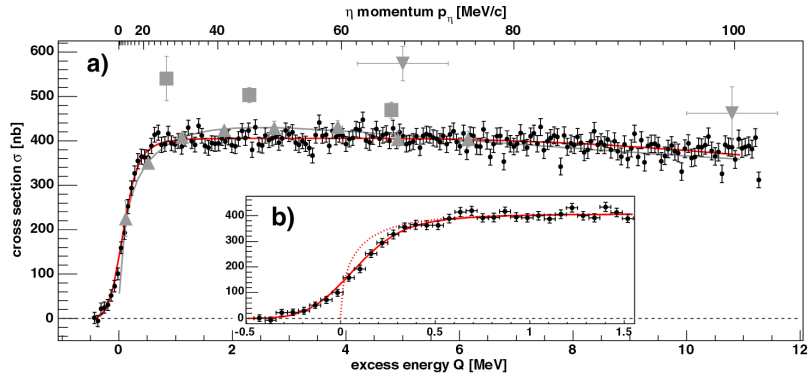 η momentum pη [MeV/c]
0 20 40 60 80 100
a)
cross section σ [nb]
600
500
400
300
200
100
0
b)
400
300
200
100
0
-0.5 0 0.5 1 1.5
0 2 4 6 8 10 12
excess energy Q [MeV]